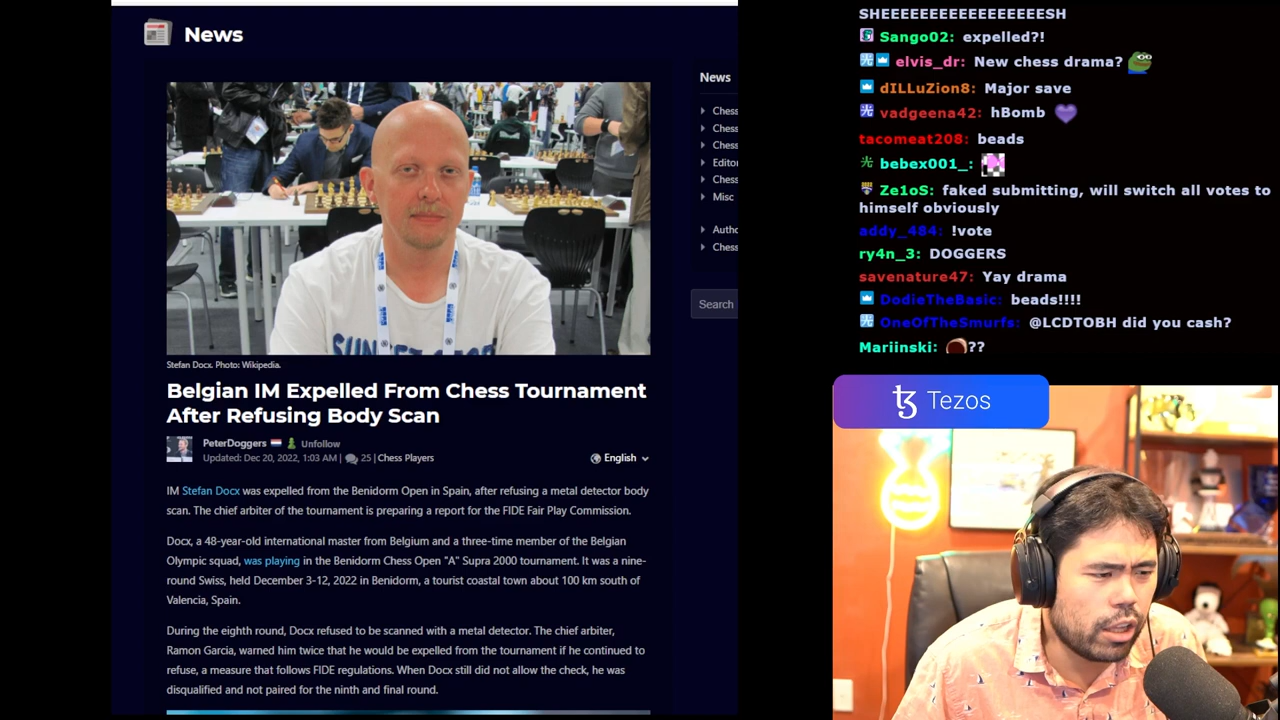 News
Stefan Docx. Photo: Wikipedia.
Belgian IM Expelled From Chess Tournament
After Refusing Body Scan
PeterDoggers Unfollow
Updated: Dec 20, 2022, 1:03 AM | 25 | Chess Players
English
IM Stefan Docx was expelled from the Benidorm Open in Spain, after refusing a metal detector body
scan. The chief arbiter of the tournament is preparing a report for the FIDE Fair Play Commission.
Docx, a 48-year-old international master from Belgium and a three-time member of the Belgian
Olympic squad, was playing in the Benidorm Chess Open "A" Supra 2000 tournament. It was a nine-
round Swiss, held December 3-12, 2022 in Benidorm, a tourist coastal town about 100 km south of
Valencia, Spain.
During the eighth round, Docx refused to be scanned with a metal detector. The chief arbiter,
Ramon Garcia, warned him twice that he would be expelled from the tournament if he continued to
refuse, a measure that follows FIDE regulations. When Docx still did not allow the check, he was
disqualified and not paired for the ninth and final round.
News
Chess
Chess
Chess
Editor
Chess
Misc
Autho
Chess
Search
SHEEEEEEEEEEEEEEEEESH
Sango02: expelled?!
elvis_dr: New chess drama?
dILLuZion8: Major save
vadgeena42: hBomb
tacomeat208: beads
bebex001_:
Ze1oS: faked submitting, will switch all votes to
himself obviously
addy_484: !vote
ry4n_3: DOGGERS
savenature47: Yay drama
DodieTheBasic: beads!!!!
OneOfTheSmurfs: @LCDTOBH did you cash?
Mariinski: ??
Tezos